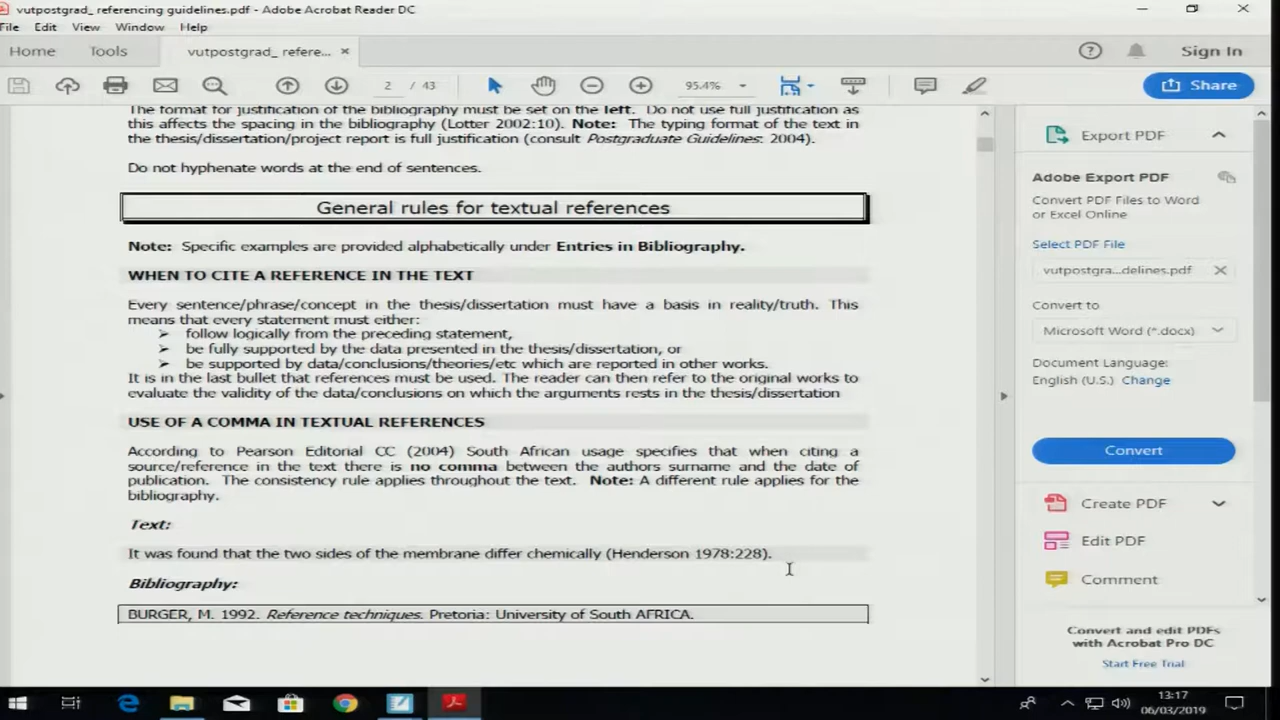 vutpostgrad_ referencing guidelines.pdf - Adobe Acrobat Reader DC
File Edit View Window Help
Home Tools vutpostgrad_ refere... ×
Sign In
2 / 43 95.4% Share
The format for justification of the bibliography must be set on the left. Do not use full justification as
this affects the spacing in the bibliography (Lotter 2002:10). Note: The typing format of the text in
the thesis/dissertation/project report is full justification (consult Postgraduate Guidelines: 2004).
Do not hyphenate words at the end of sentences.
General rules for textual references
Note: Specific examples are provided alphabetically under Entries in Bibliography.
WHEN TO CITE A REFERENCE IN THE TEXT
Every sentence/phrase/concept in the thesis/dissertation must have a basis in reality/truth. This
means that every statement must either:
➢ follow logically from the preceding statement,
➢ be fully supported by the data presented in the thesis/dissertation, or
➢ be supported by data/conclusions/theories/etc which are reported in other works.
It is in the last bullet that references must be used. The reader can then refer to the original works to
evaluate the validity of the data/conclusions on which the arguments rests in the thesis/dissertation
USE OF A COMMA IN TEXTUAL REFERENCES
According to Pearson Editorial CC (2004) South African usage specifies that when citing a
source/reference in the text there is no comma between the authors surname and the date of
publication. The consistency rule applies throughout the text. Note: A different rule applies for the
bibliography.
Text:
It was found that the two sides of the membrane differ chemically (Henderson 1978:228).
Bibliography:
BURGER, M. 1992. Reference techniques. Pretoria: University of South AFRICA.
Export PDF
Adobe Export PDF
Convert PDF Files to Word
or Excel Online
Select PDF File
vutpostgra...delines.pdf
Convert to
Microsoft Word (*.docx)
Document Language:
English (U.S.) Change
Convert
Create PDF
Edit PDF
Comment
Convert and edit PDFs
with Acrobat Pro DC
Start Free Trial
13:17
06/03/2019